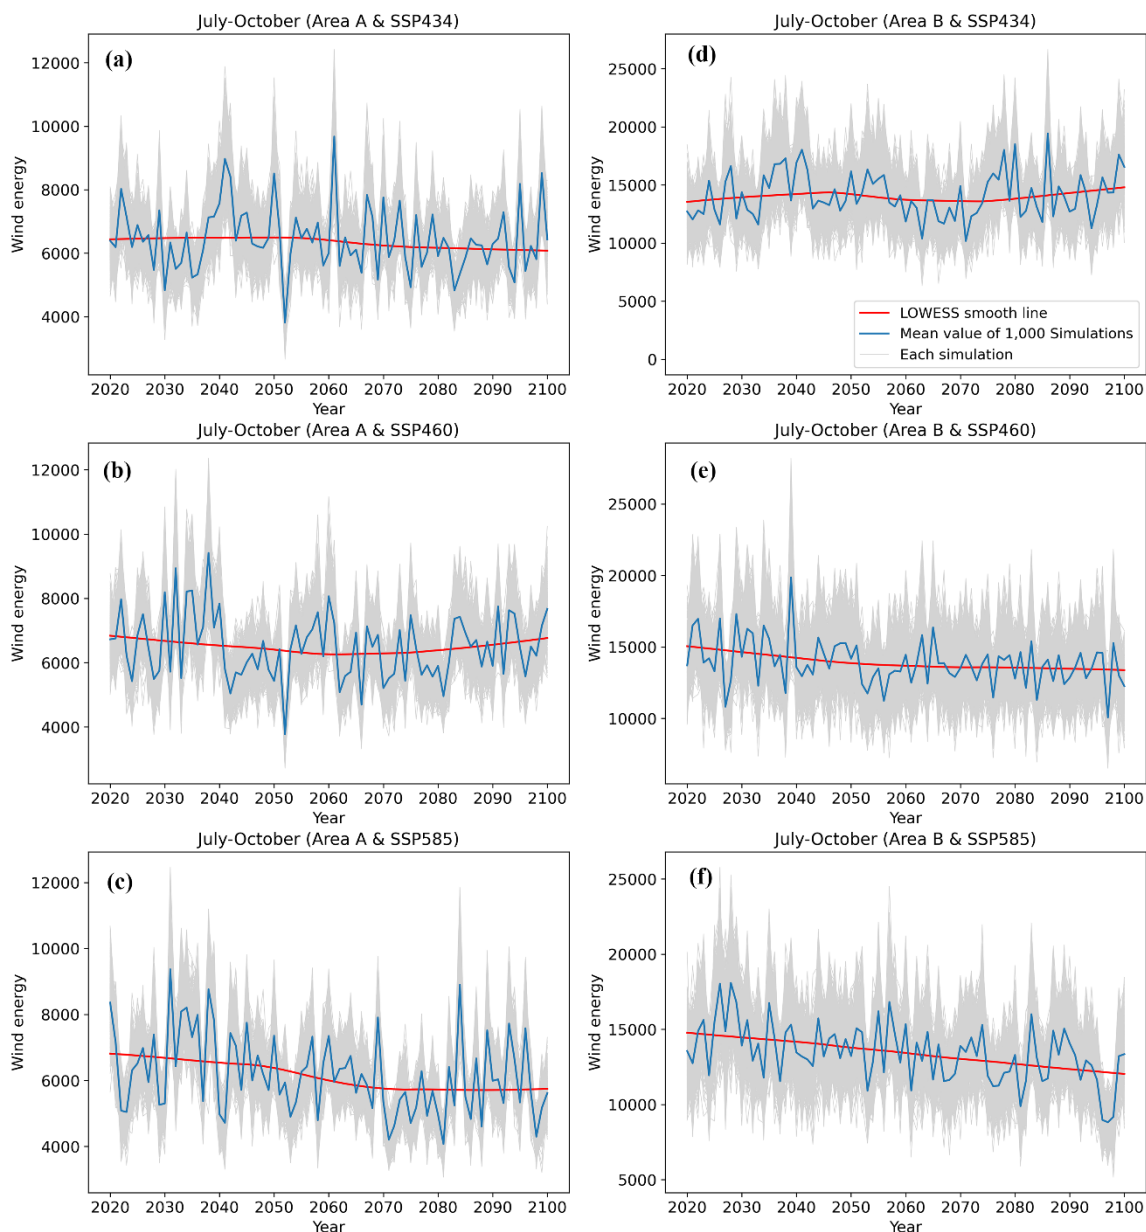 July-October (Area A & SSP434)
(a)
12000
10000
8000
6000
4000
Wind energy
2020 2030 2040 2050 2060 2070 2080 2090 2100
Year
July-October (Area B & SSP434)
(d)
25000
20000
15000
10000
5000
0
Wind energy
LOWESS smooth line
Mean value of 1,000 Simulations
Each simulation
2020 2030 2040 2050 2060 2070 2080 2090 2100
Year
July-October (Area A & SSP460)
(b)
12000
10000
8000
6000
4000
Wind energy
2020 2030 2040 2050 2060 2070 2080 2090 2100
Year
July-October (Area B & SSP460)
(e)
25000
20000
15000
10000
Wind energy
2020 2030 2040 2050 2060 2070 2080 2090 2100
Year
July-October (Area A & SSP585)
(c)
12000
10000
8000
6000
4000
Wind energy
2020 2030 2040 2050 2060 2070 2080 2090 2100
Year
July-October (Area B & SSP585)
(f)
25000
20000
15000
10000
5000
Wind energy
2020 2030 2040 2050 2060 2070 2080 2090 2100
Year